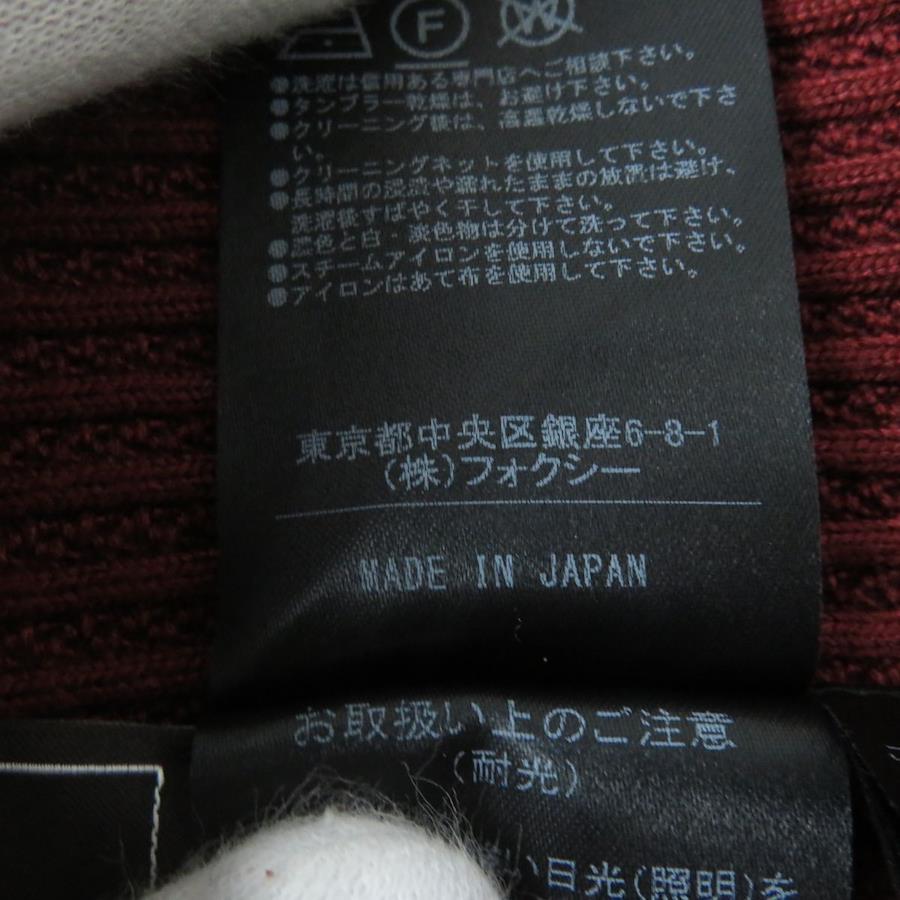 F
W
●洗濯は信用ある専門店へご相談下さい。
●タンブラー乾燥は、お避け下さい。
●クリーニング後は、高温乾燥しないで下さ
い。
●クリーニングネットを使用して下さい。
●長時間の浸漬や濡れたままの放置は避け、
洗濯後すばやく干して下さい。
●濃色と白・淡色物は分けて洗って下さい。
●スチームアイロンを使用しないで下さい。
●アイロンはあて布を使用して下さい。
東京都中央区銀座6-8-1
(株)フォクシー
MADE IN JAPAN
お取扱い上のご注意
(耐光)
い日光(照明)を